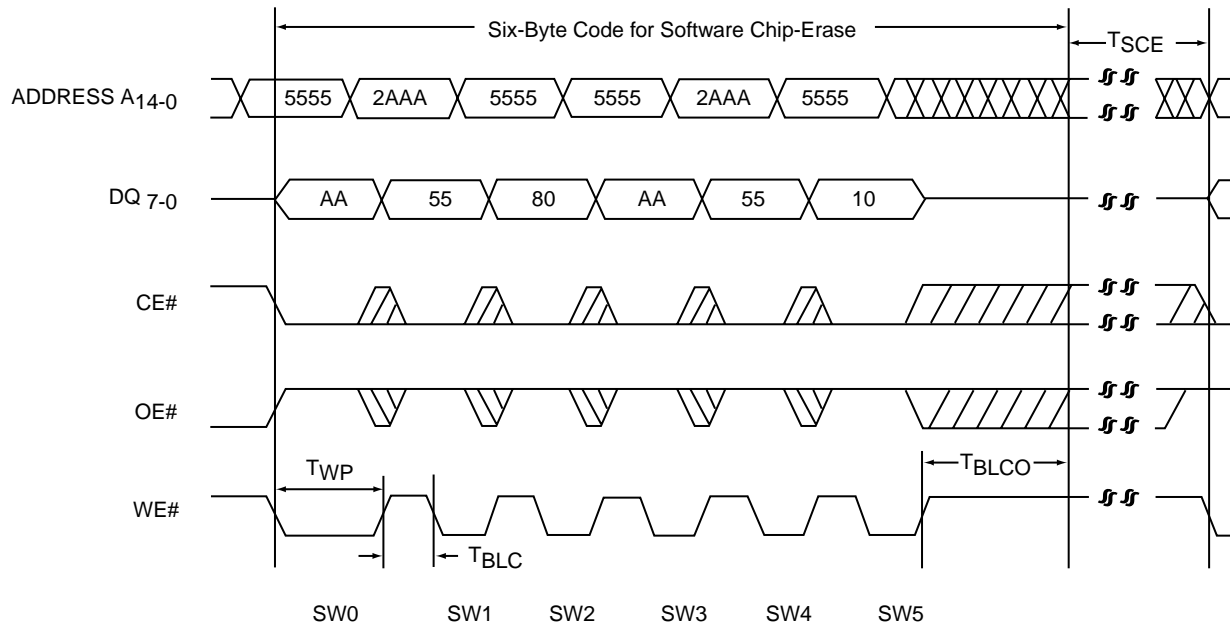 Six-Byte Code for Software Chip-Erase
TSCE
ADDRESS A14-0
5555 2AAA 5555 5555 2AAA 5555
DQ 7-0
AA 55 80 AA 55 10
CE#
OE#
TWP
TBLCO
WE#
TBLC
SW0 SW1 SW2 SW3 SW4 SW5